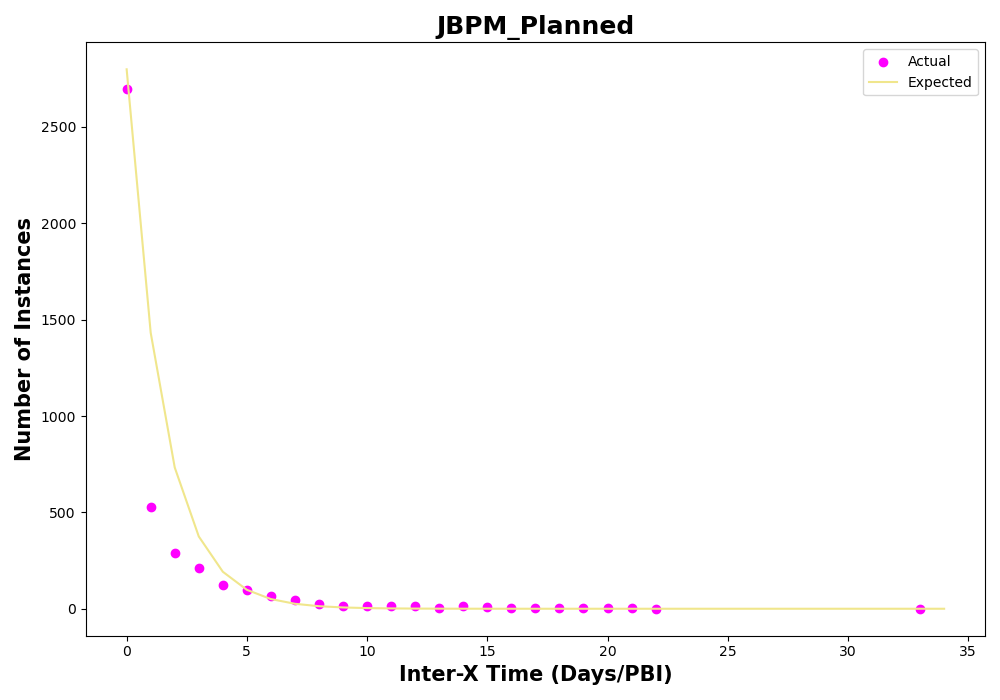 JBPM_Planned
Actual
Expected
Number of Instances
2500
2000
1500
1000
500
0
0 5 10 15 20 25 30 35
Inter-X Time (Days/PBI)